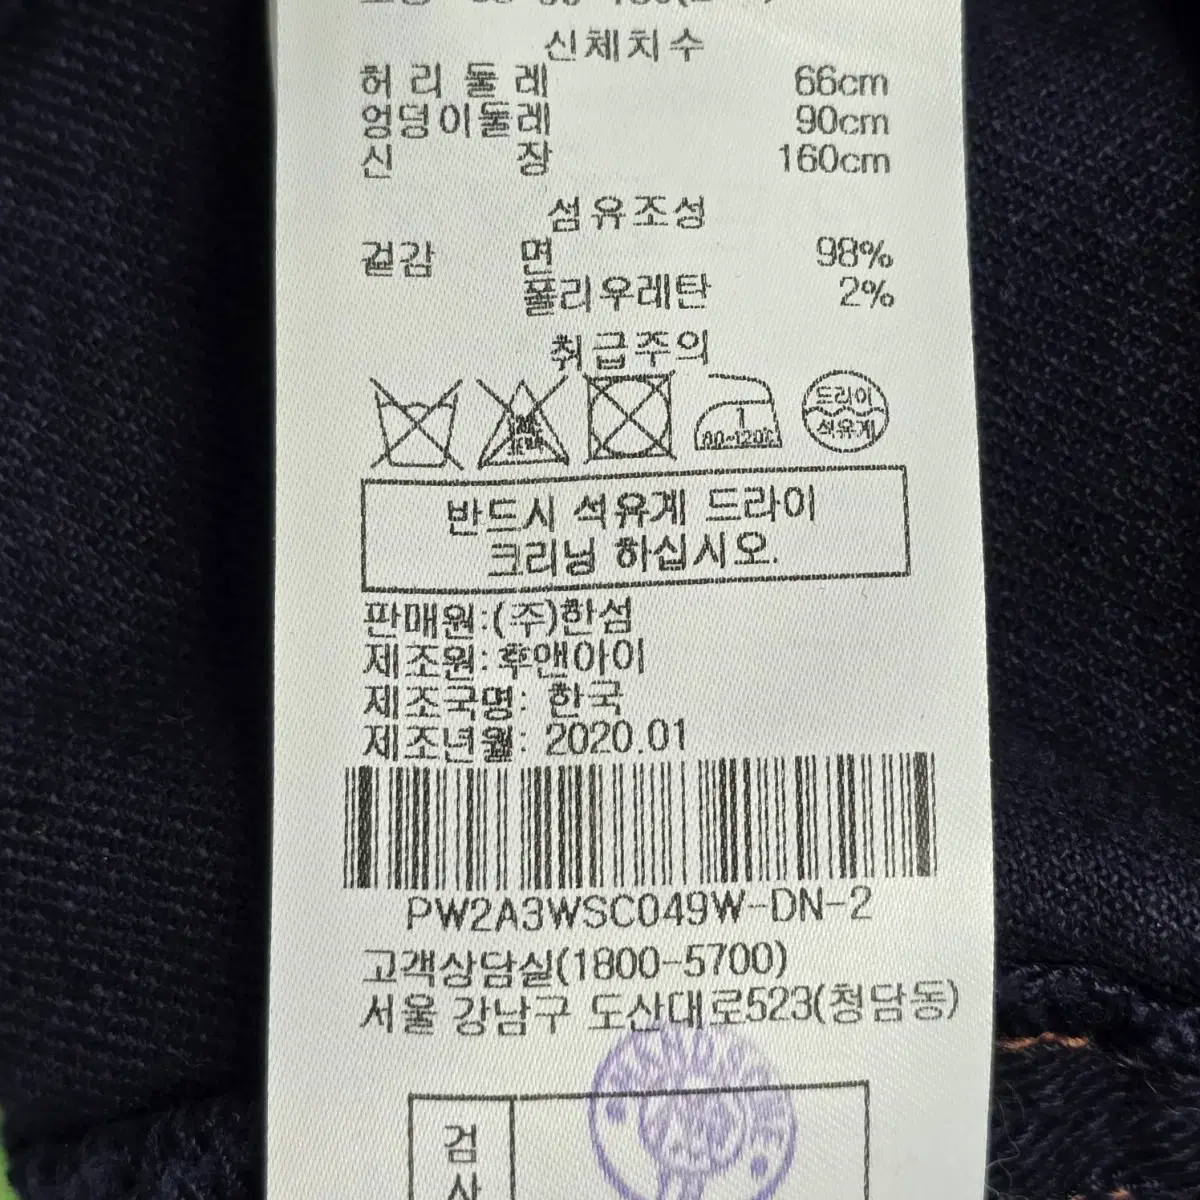 신체치수
허리둘레 66cm
엉덩이둘레 90cm
신장 160cm
섬유조성
겉감 면 98%
폴리우레탄 2%
취급주의
80~120℃
드라이
석유계
반드시 석유계 드라이
크리닝 하십시오.
판매원:(주)한섬
제조원:후앤아이
제조국명: 한국
제조년월: 2020.01
PW2A3WSC049W-DN-2
고객상담실(1800-5700)
서울 강남구 도산대로523(청담동)
검
사